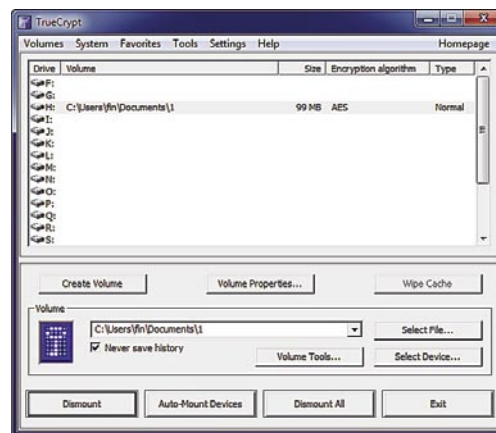 TrueCrypt
Volumes System Favorites Tools Settings Help Homepage
Drive Volume Size Encryption algorithm Type
F:
G:
H: C:\Users\fin\Documents\1 99 MB AES Normal
I:
J:
K:
L:
M:
N:
O:
P:
Q:
R:
S:
Create Volume Volume Properties... Wipe Cache
Volume
C:\Users\fin\Documents\1 Select File...
Never save history Volume Tools... Select Device...
Dismount Auto-Mount Devices Dismount All Exit